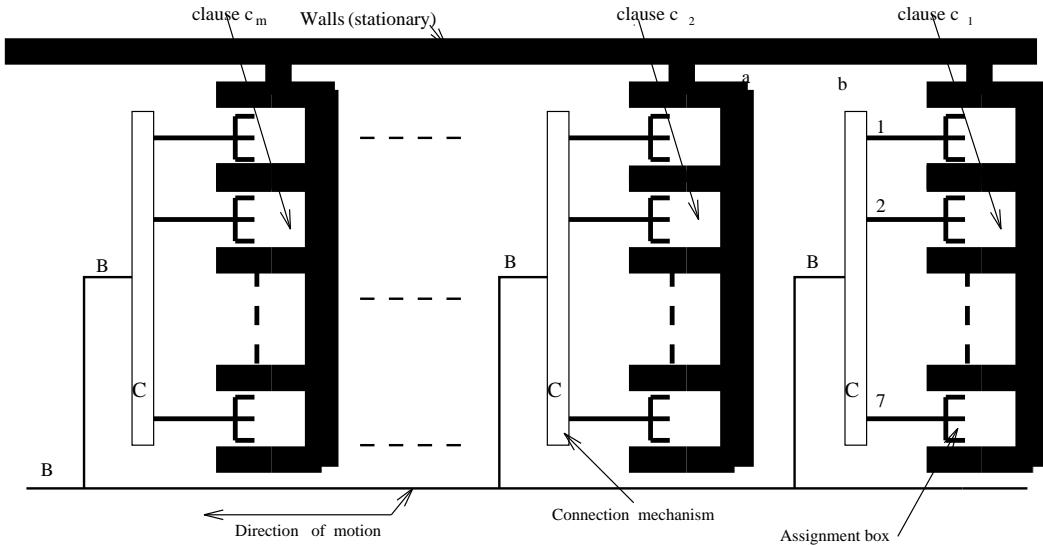 clause c m
Walls (stationary)
clause c 2
clause c 1
a
b
1
2
B
B
B
C
C
C
7
B
Direction of motion
Connection mechanism
Assignment box